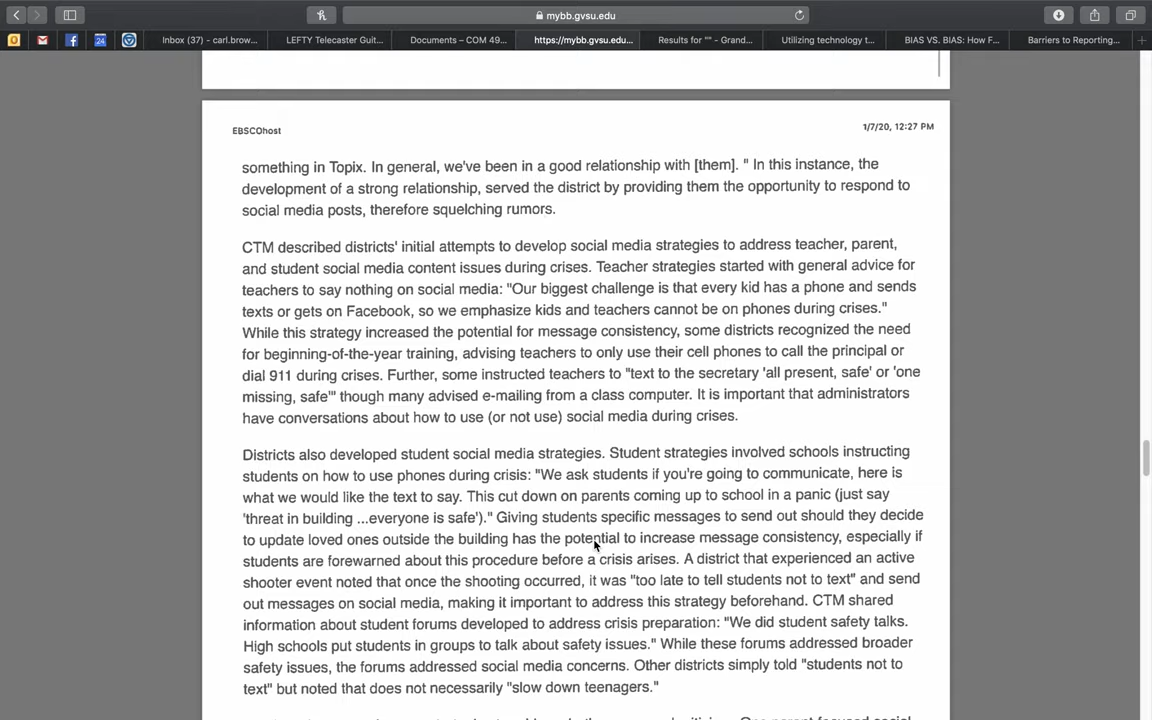 mybb.gvsu.edu
Inbox (37) - carl.brow...
LEFTY Telecaster Guit...
Documents – COM 49...
https://mybb.gvsu.edu...
Results for "" - Grand...
Utilizing technology t...
BIAS VS. BIAS: How F...
Barriers to Reporting...
24
EBSCOhost
1/7/20, 12:27 PM
something in Topix. In general, we've been in a good relationship with [them]. " In this instance, the
development of a strong relationship, served the district by providing them the opportunity to respond to
social media posts, therefore squelching rumors.
CTM described districts' initial attempts to develop social media strategies to address teacher, parent,
and student social media content issues during crises. Teacher strategies started with general advice for
teachers to say nothing on social media: "Our biggest challenge is that every kid has a phone and sends
texts or gets on Facebook, so we emphasize kids and teachers cannot be on phones during crises."
While this strategy increased the potential for message consistency, some districts recognized the need
for beginning-of-the-year training, advising teachers to only use their cell phones to call the principal or
dial 911 during crises. Further, some instructed teachers to "text to the secretary 'all present, safe' or 'one
missing, safe'" though many advised e-mailing from a class computer. It is important that administrators
have conversations about how to use (or not use) social media during crises.
Districts also developed student social media strategies. Student strategies involved schools instructing
students on how to use phones during crisis: "We ask students if you're going to communicate, here is
what we would like the text to say. This cut down on parents coming up to school in a panic (just say
'threat in building ...everyone is safe')." Giving students specific messages to send out should they decide
to update loved ones outside the building has the potential to increase message consistency, especially if
students are forewarned about this procedure before a crisis arises. A district that experienced an active
shooter event noted that once the shooting occurred, it was "too late to tell students not to text" and send
out messages on social media, making it important to address this strategy beforehand. CTM shared
information about student forums developed to address crisis preparation: "We did student safety talks.
High schools put students in groups to talk about safety issues." While these forums addressed broader
safety issues, the forums addressed social media concerns. Other districts simply told "students not to
text" but noted that does not necessarily "slow down teenagers."